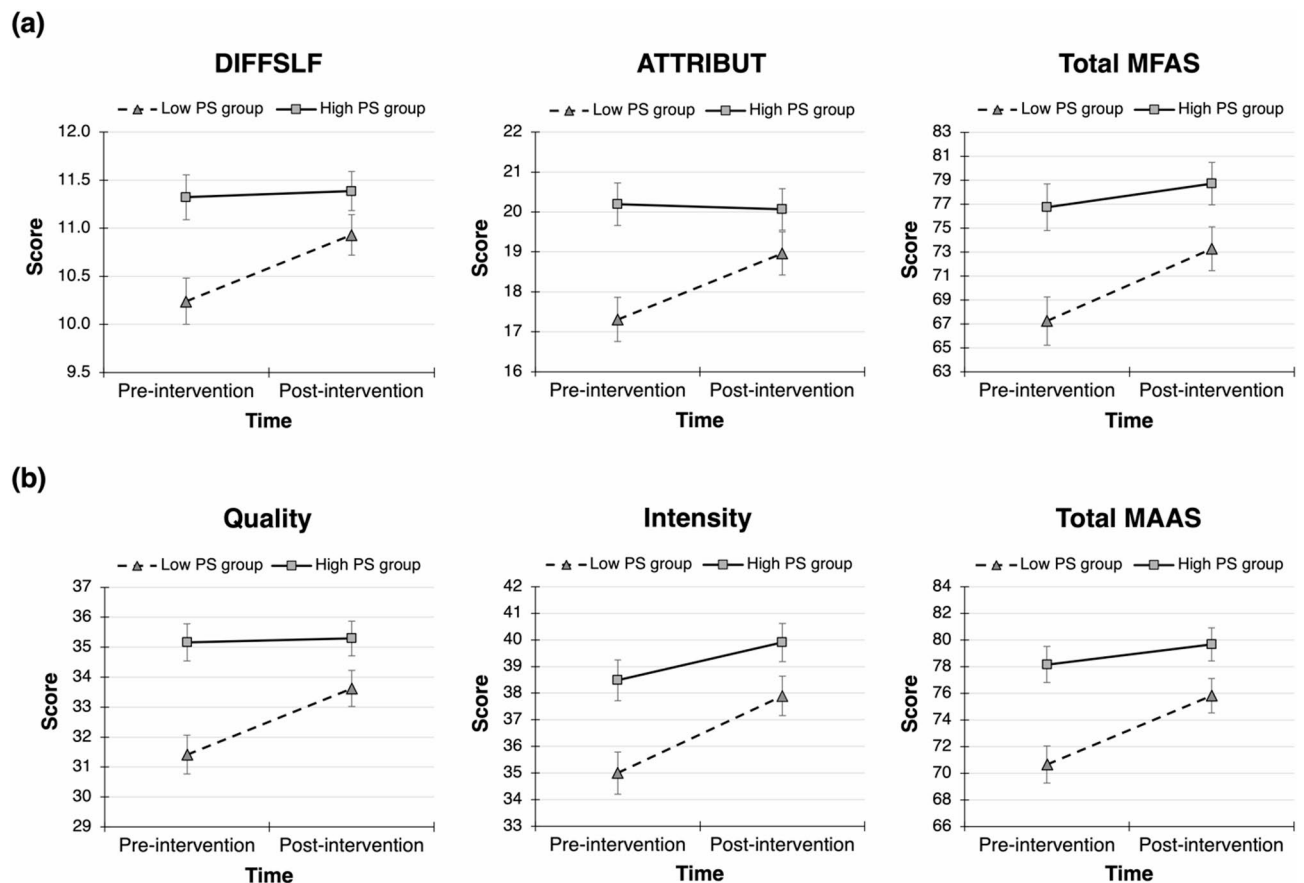 (a)
DIFFSLF
Low PS group High PS group
12.0
11.5
11.0
10.5
10.0
9.5
Score
Pre-intervention Post-intervention
Time
ATTRIBUT
Low PS group High PS group
22
21
20
19
18
17
16
Score
Pre-intervention Post-intervention
Time
Total MFAS
Low PS group High PS group
83
81
79
77
75
73
71
69
67
65
63
Score
Pre-intervention Post-intervention
Time
(b)
Quality
Low PS group High PS group
37
36
35
34
33
32
31
30
29
Score
Pre-intervention Post-intervention
Time
Intensity
Low PS group High PS group
42
41
40
39
38
37
36
35
34
33
Score
Pre-intervention Post-intervention
Time
Total MAAS
Low PS group High PS group
84
82
80
78
76
74
72
70
68
66
Score
Pre-intervention Post-intervention
Time